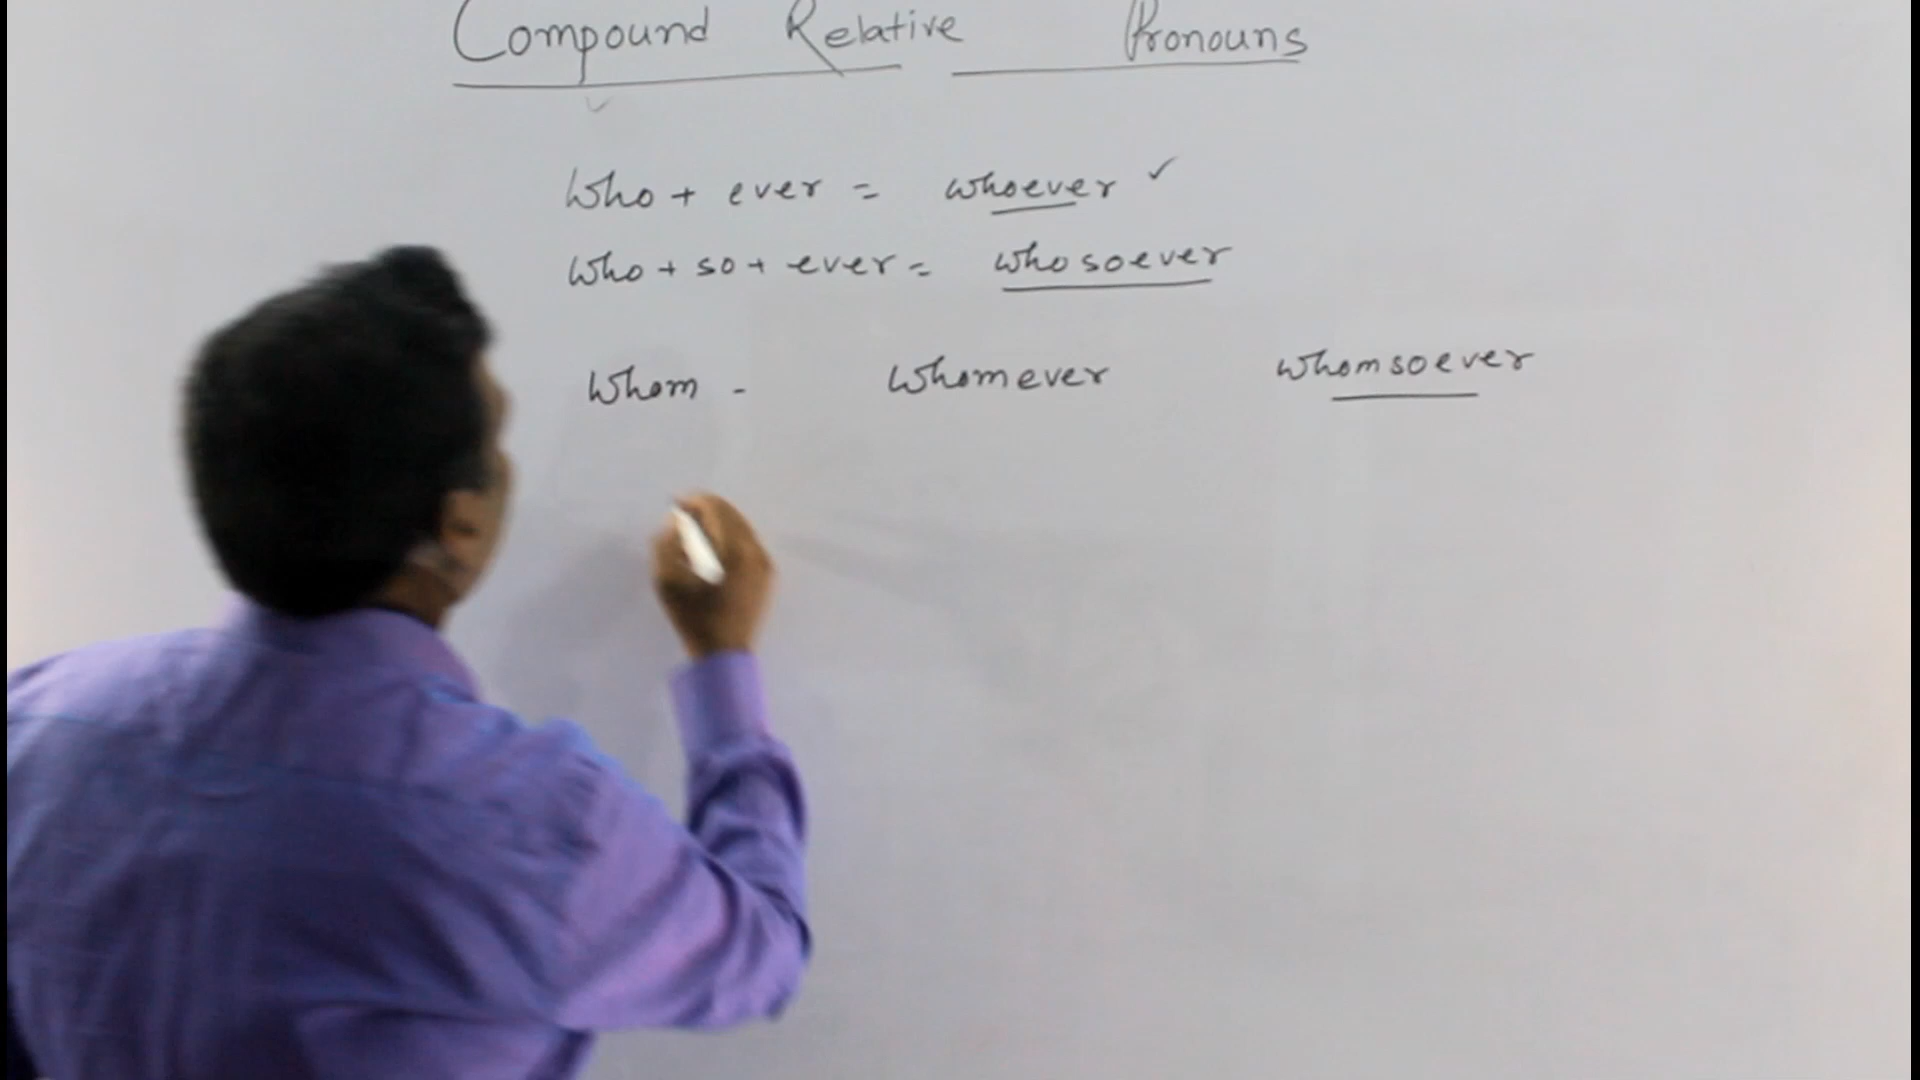 Compound Relative Pronouns
Who + ever = whoever ✓
Who + so + ever = whosoever
Whom - Whomever whomsoever